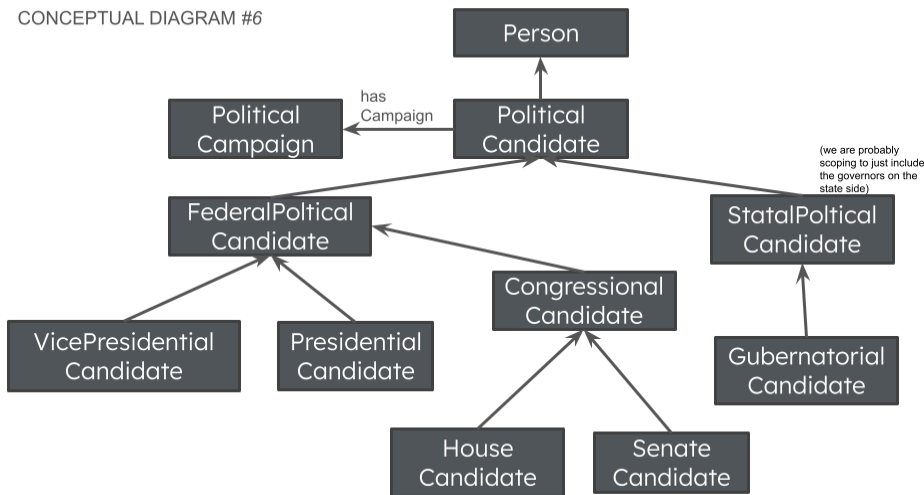 CONCEPTUAL DIAGRAM #6
Person
has
Campaign
Political
Campaign
Political
Candidate
(we are probably
scoping to just include
the governors on the
state side)
FederalPoltical
Candidate
StatalPoltical
Candidate
Congressional
Candidate
VicePresidential
Candidate
Presidential
Candidate
Gubernatorial
Candidate
House
Candidate
Senate
Candidate